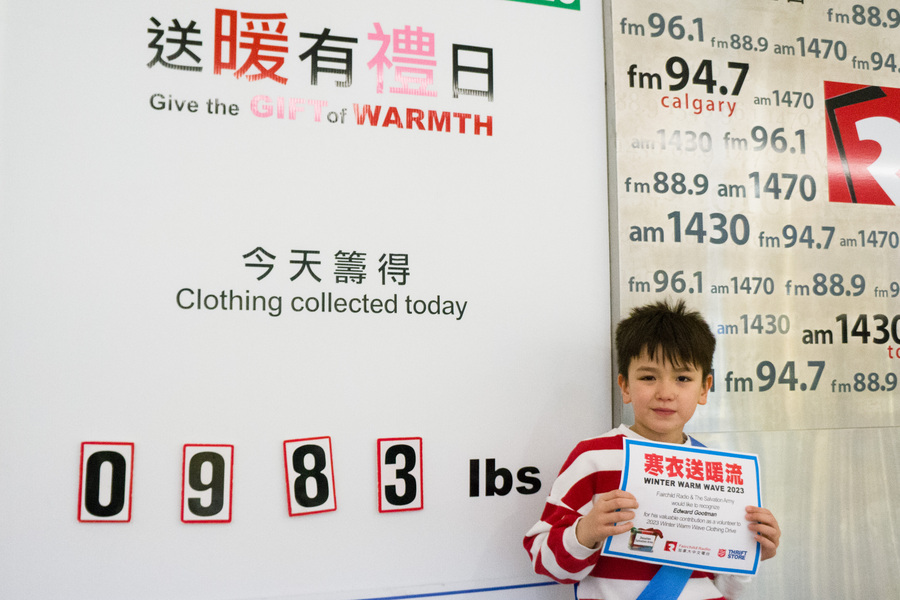 送暖有禮日
Give the GIFT of WARMTH
今天籌得
Clothing collected today
0 9 8 3 lbs
fm 96.1 fm 88.9 am 1470 fm 88.9
fm 94.7 calgary am 1470 fm 94.
am 1430 fm 96.1
fm 88.9 am 1470
am 1430 fm 94.7 am 1470
fm 96.1 am 1470 fm 88.9
am 1430 am 1430
fm 94.7 fm 88.9
寒衣送暖流
WINTER WARM WAVE 2023
Fairchild Radio & The Salvation Army
would like to recognize
Edward Gootman
for his valuable contribution as a volunteer to
2023 Winter Warm Wave Clothing Drive
THRIFT STORE